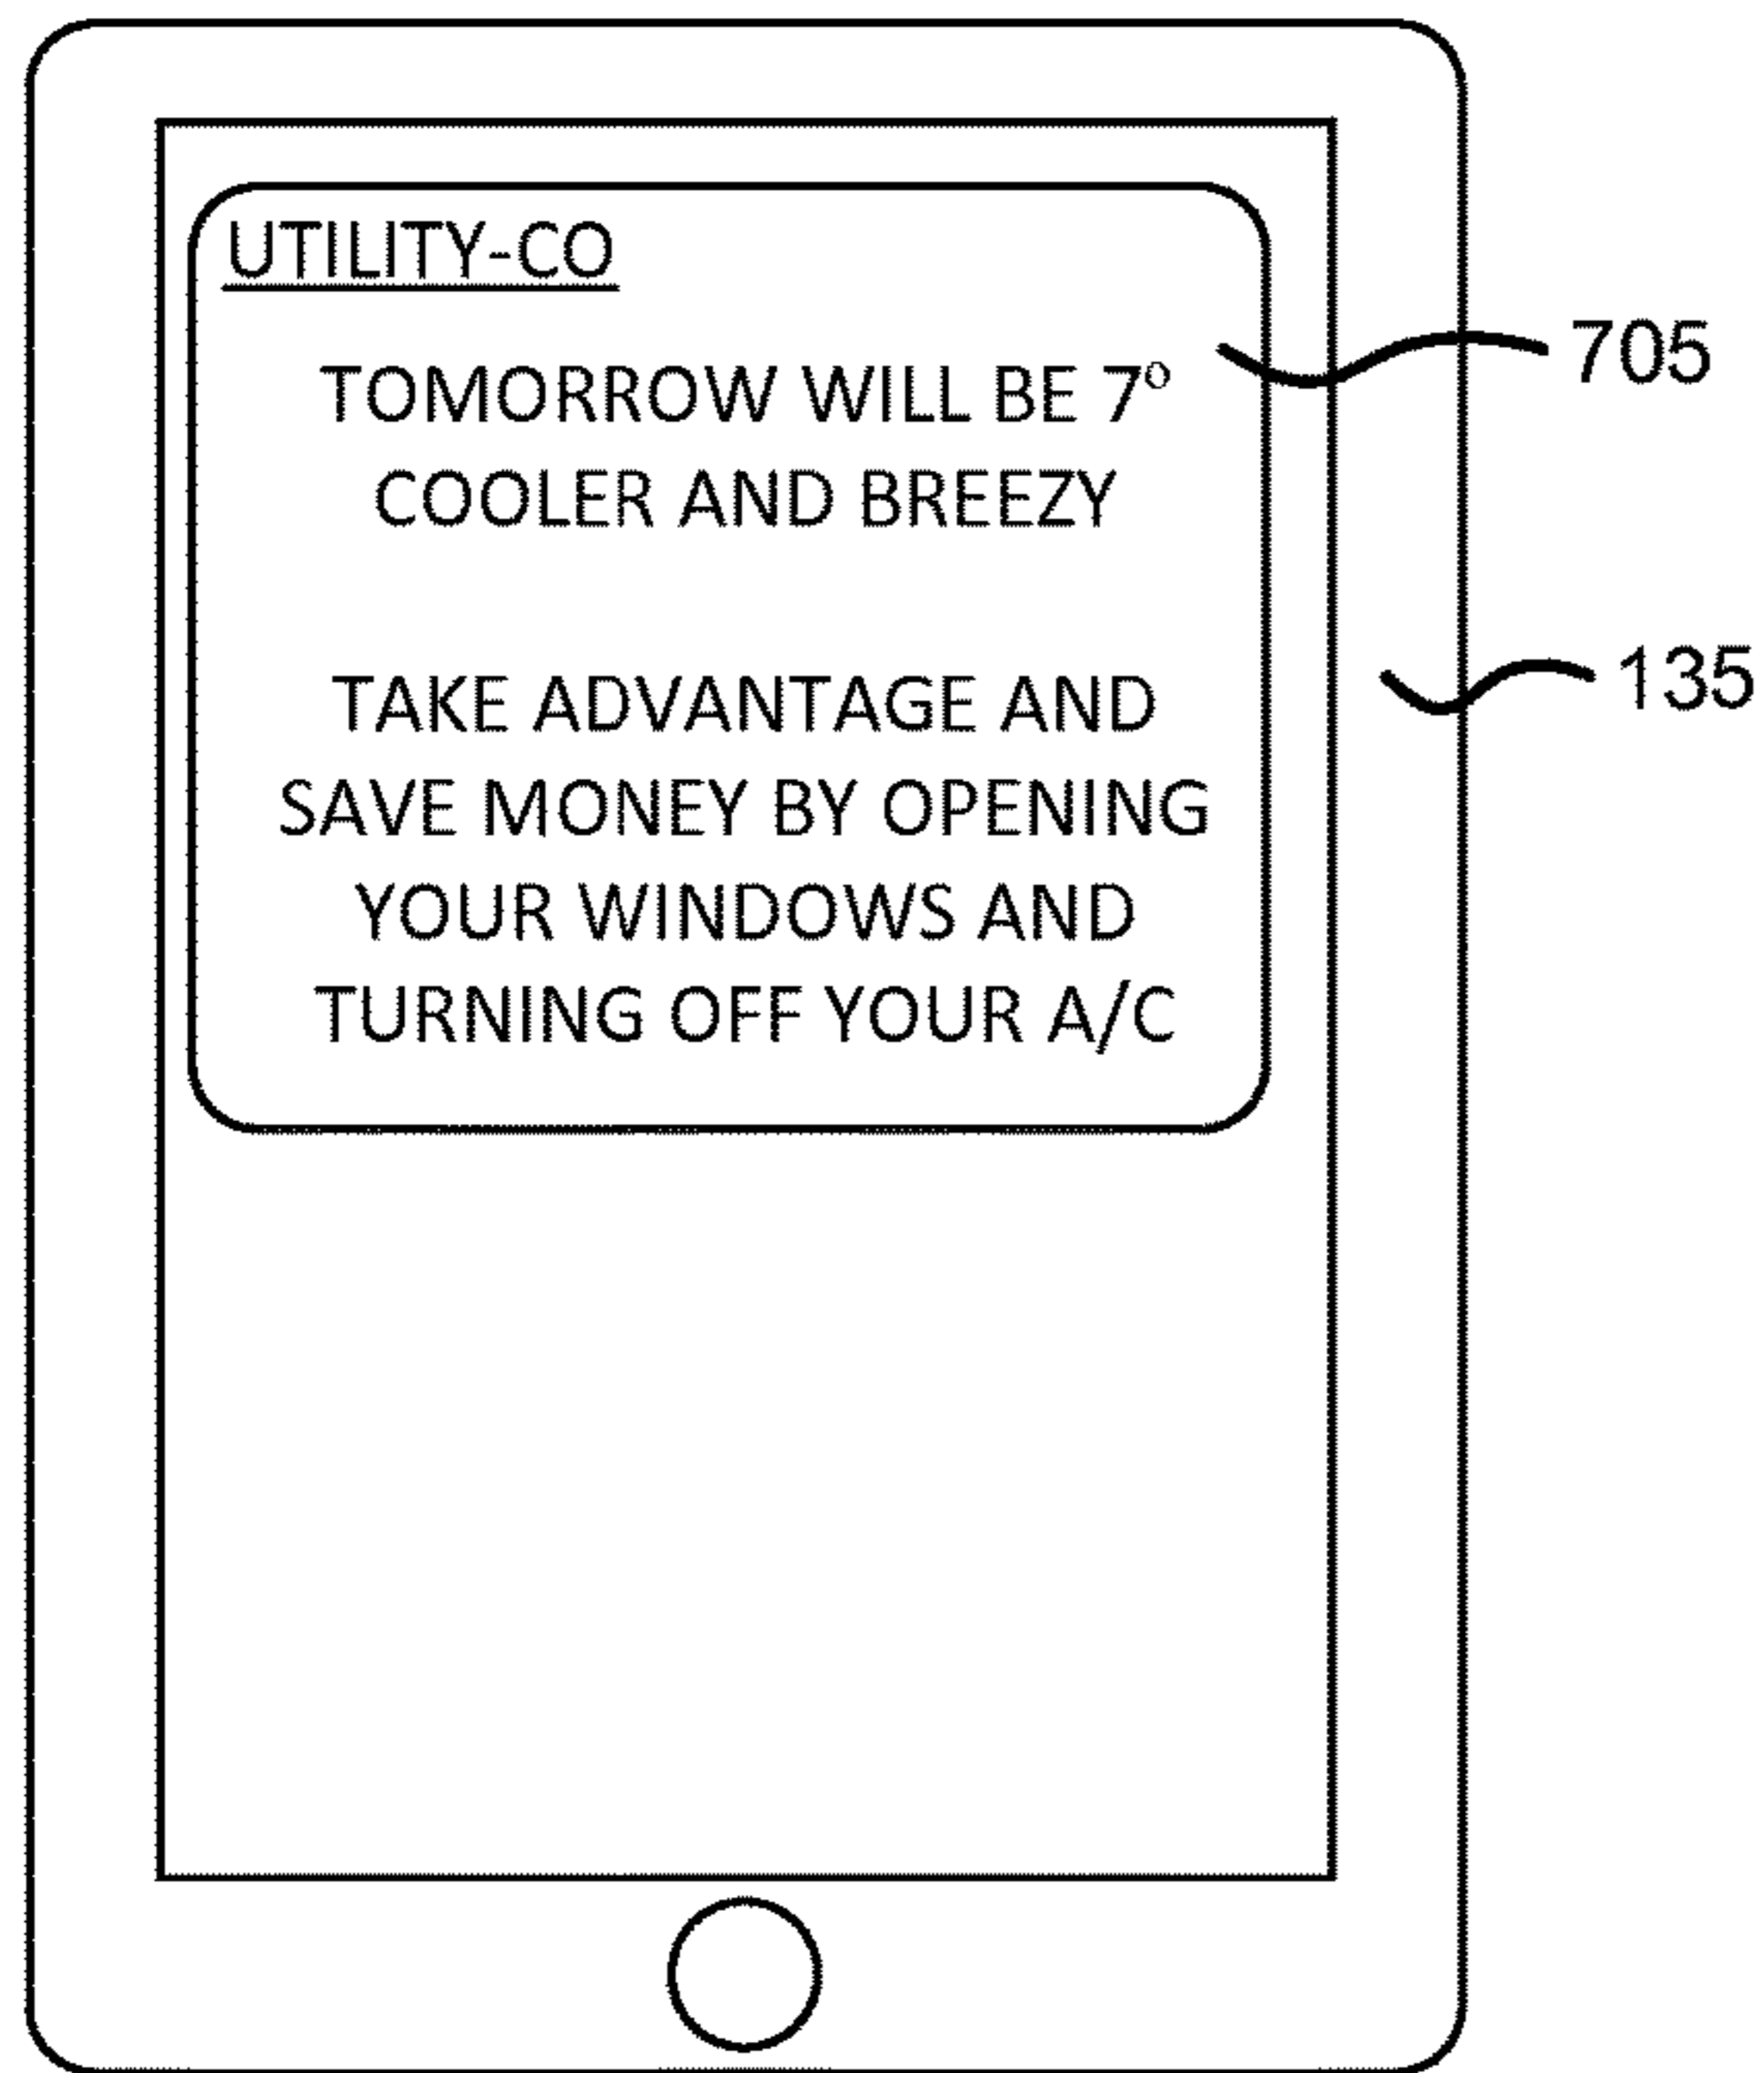 UTILITY-CO
TOMORROW WILL BE 7°
COOLER AND BREEZY
TAKE ADVANTAGE AND
SAVE MONEY BY OPENING
YOUR WINDOWS AND
TURNING OFF YOUR A/C
705
135